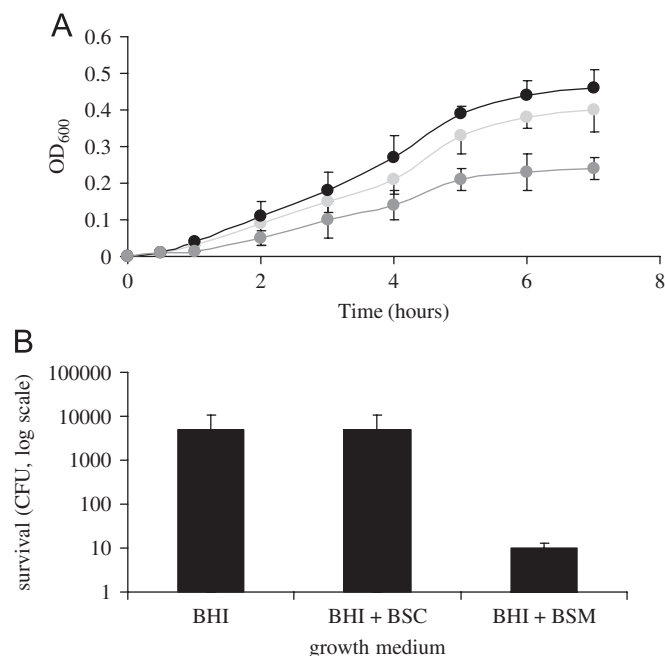 A
0.6
0.5
0.4
0.3
0.2
0.1
0
OD600
0 2 4 6 8
Time (hours)
B
100000
10000
1000
100
10
1
survival (CFU, log scale)
BHI BHI + BSC BHI + BSM
growth medium